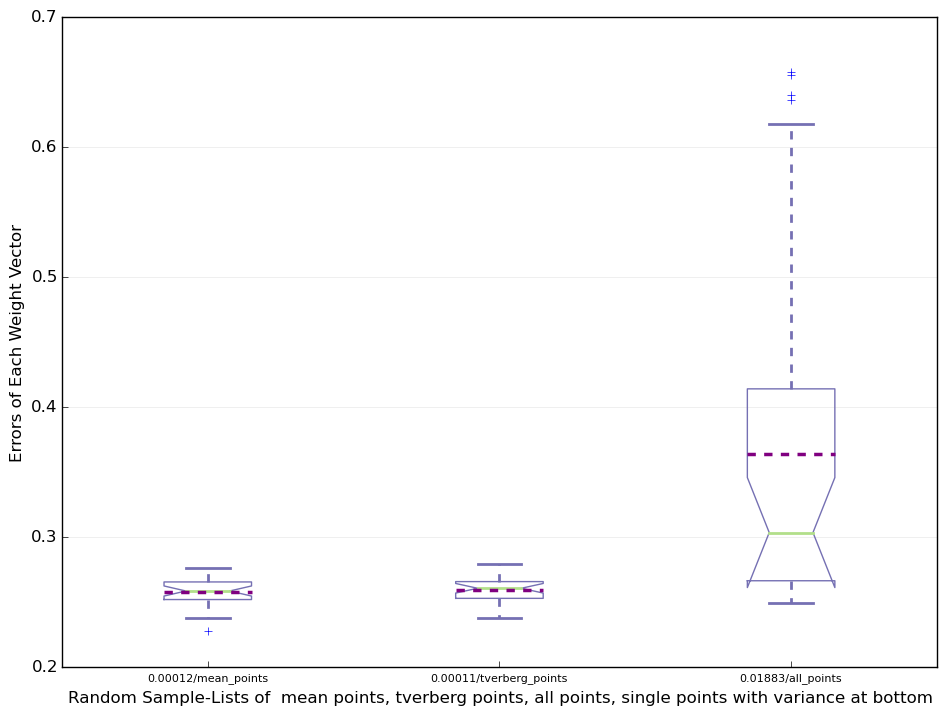 0.7
0.6
0.5
0.4
0.3
0.2
Errors of Each Weight Vector
0.00012/mean_points
0.00011/tverberg_points
0.01883/all_points
Random Sample-Lists of  mean points, tverberg points, all points, single points with variance at bottom